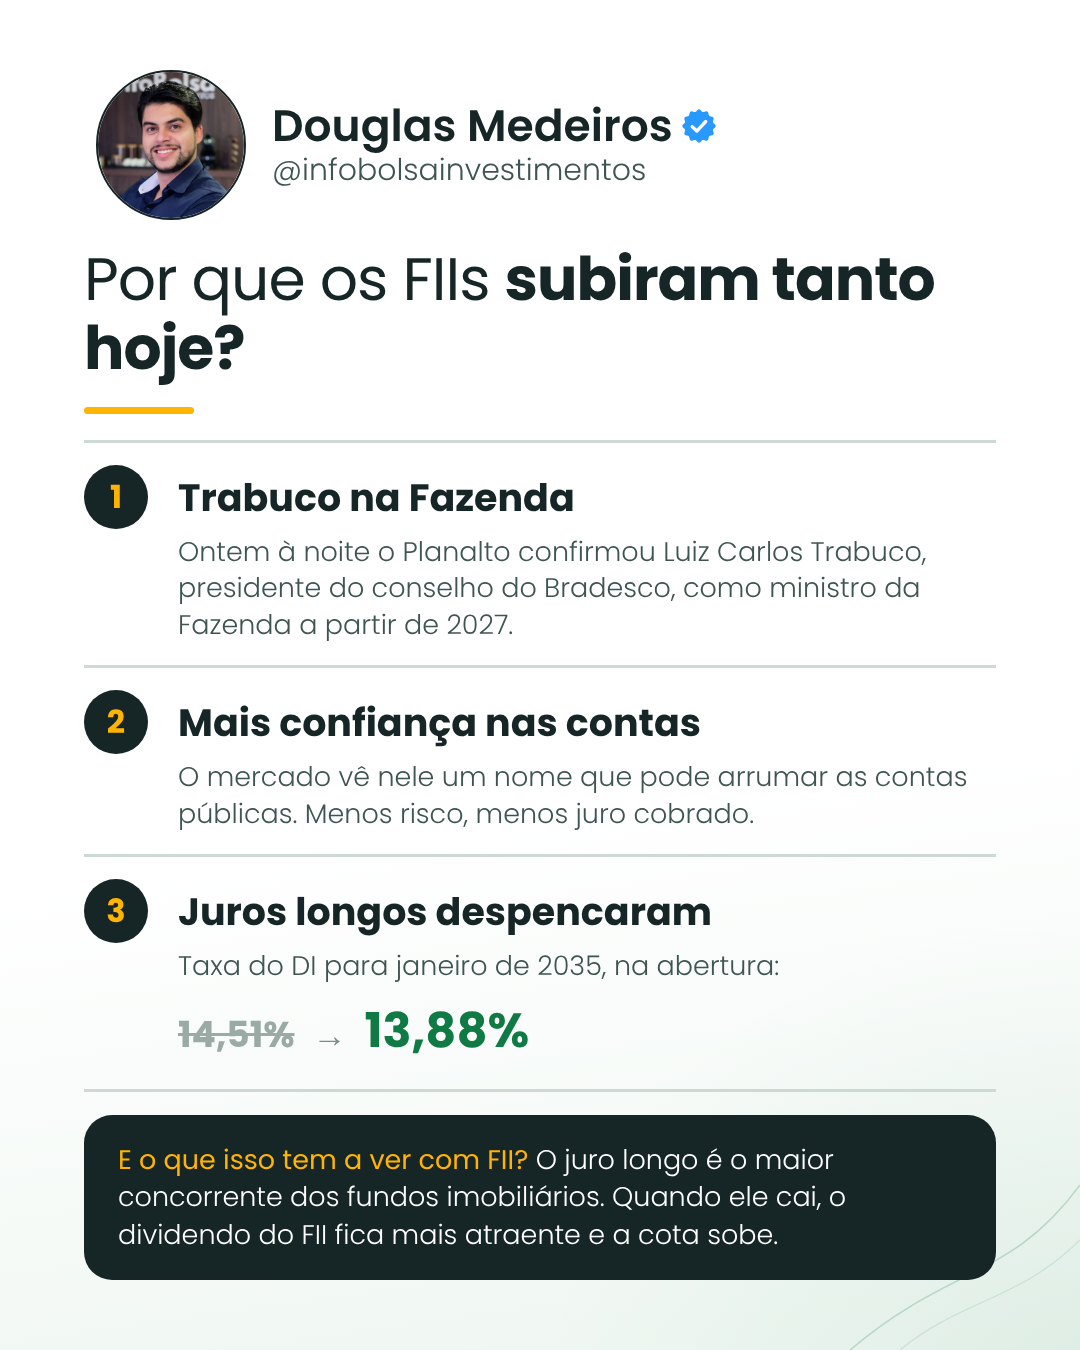 Douglas Medeiros
@infobolsainvestimentos
Por que os FIIs subiram tanto
hoje?
1
Trabuco na Fazenda
Ontem à noite o Planalto confirmou Luiz Carlos Trabuco,
presidente do conselho do Bradesco, como ministro da
Fazenda a partir de 2027.
2
Mais confiança nas contas
O mercado vê nele um nome que pode arrumar as contas
públicas. Menos risco, menos juro cobrado.
3
Juros longos despencaram
Taxa do DI para janeiro de 2035, na abertura:
14,51% → 13,88%
E o que isso tem a ver com FII? O juro longo é o maior
concorrente dos fundos imobiliários. Quando ele cai, o
dividendo do FII fica mais atraente e a cota sobe.